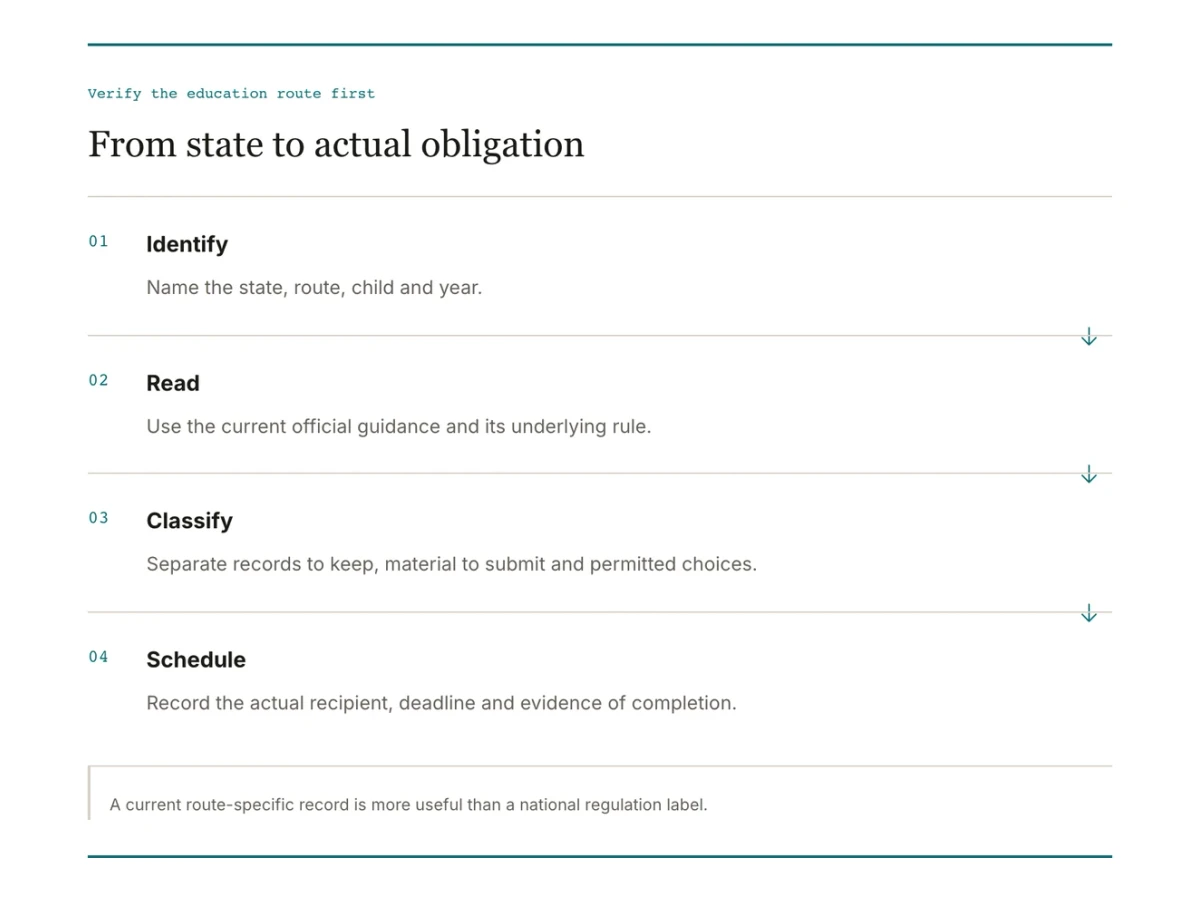 Verify the education route first
From state to actual obligation
01
Identify
Name the state, route, child and year.
02
Read
Use the current official guidance and its underlying rule.
03
Classify
Separate records to keep, material to submit and permitted choices.
04
Schedule
Record the actual recipient, deadline and evidence of completion.
A current route-specific record is more useful than a national regulation label.